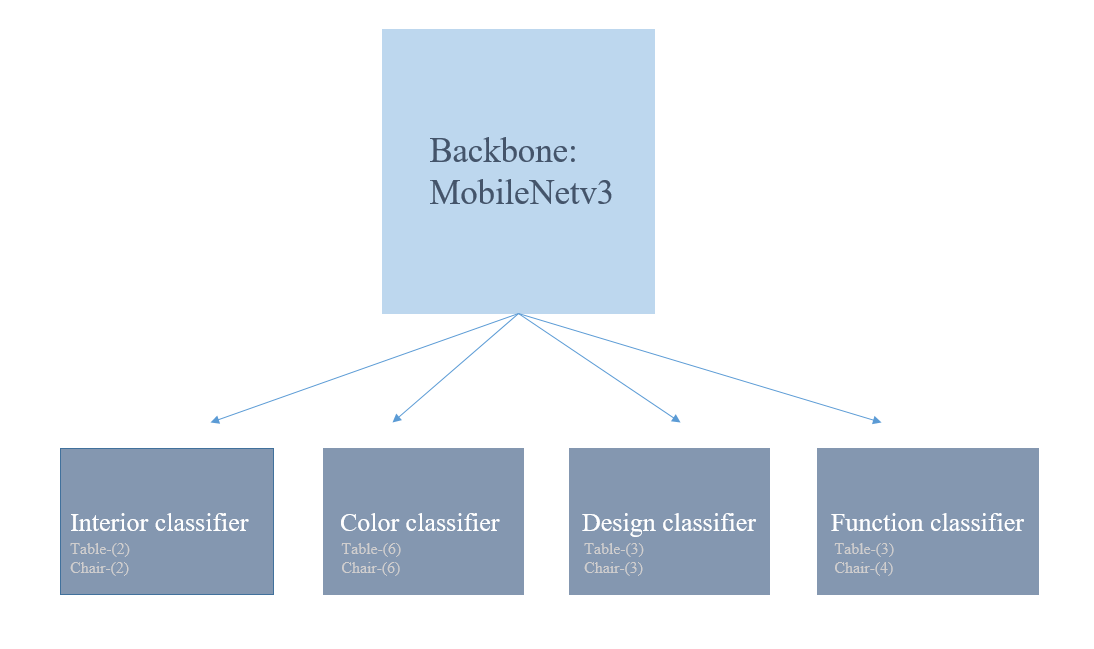 Backbone:
MobileNetv3
Interior classifier
Table-(2)
Chair-(2)
Color classifier
Table-(6)
Chair-(6)
Design classifier
Table-(3)
Chair-(3)
Function classifier
Table-(3)
Chair-(4)